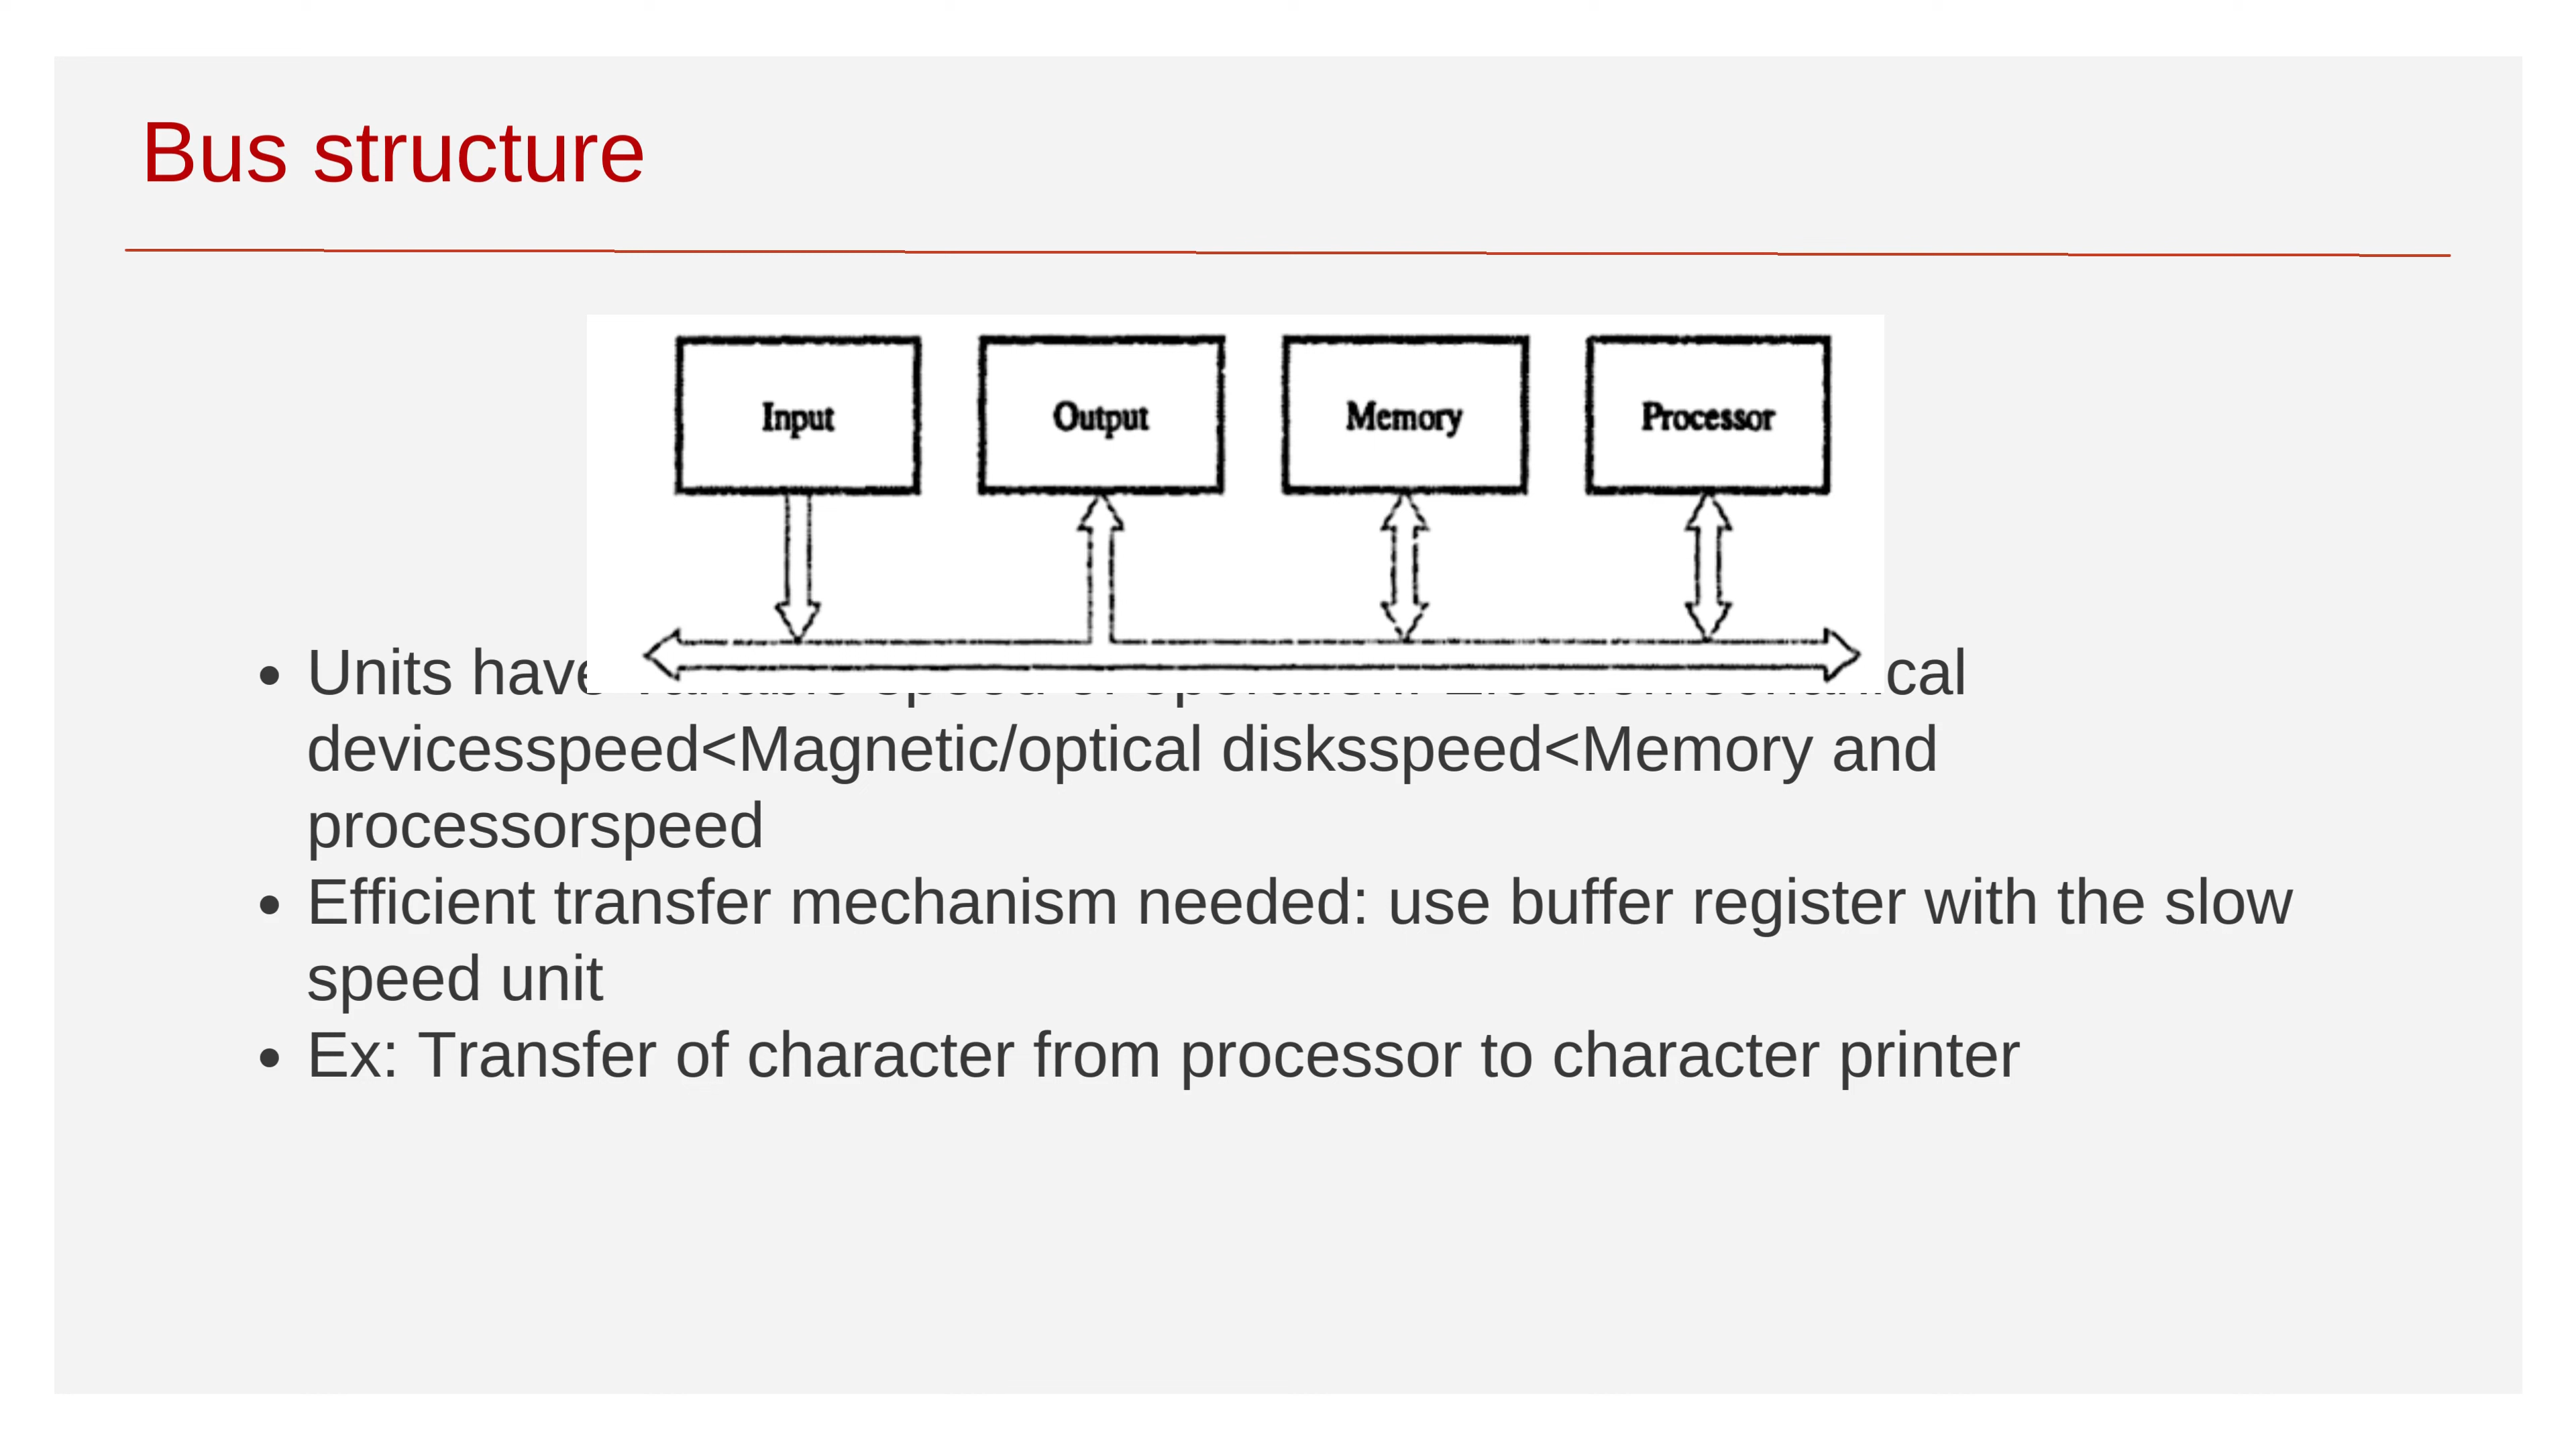 Bus structure
Input Output Memory Processor
Units have cal
devicesspeed<Magnetic/optical disksspeed<Memory and
processorspeed
Efficient transfer mechanism needed: use buffer register with the slow
speed unit
Ex: Transfer of character from processor to character printer